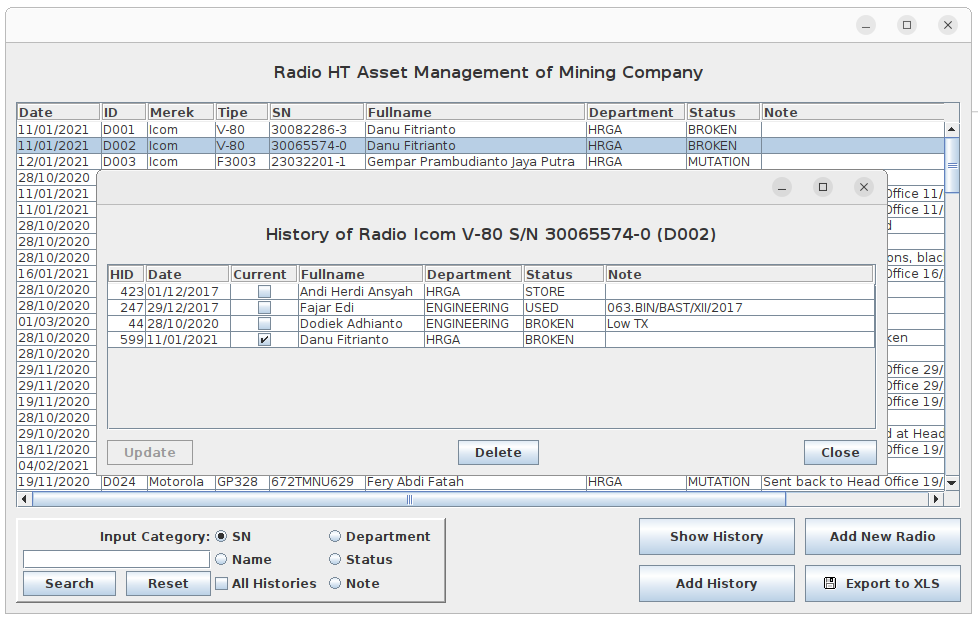 Radio HT Asset Management of Mining Company
Date ID Merek Tipe SN Fullname Department Status Note
11/01/2021 D001 Icom V-80 30082286-3 Danu Fitrianto HRGA BROKEN
11/01/2021 D002 Icom V-80 30065574-0 Danu Fitrianto HRGA BROKEN
12/01/2021 D003 Icom F3003 23032201-1 Gempar Prambudianto Jaya Putra HRGA MUTATION
28/10/2020
11/01/2021 Office 11/
11/01/2021 Office 11/
28/10/2020
28/10/2020
28/10/2020 ons, blac
16/01/2021 Office 16/
28/10/2020
28/10/2020
01/03/2020
28/10/2020 ken
28/10/2020
29/11/2020 Office 29/
29/11/2020 Office 29/
19/11/2020 Office 19/
28/10/2020
29/10/2020 d at Head
18/11/2020 Office 19/
04/02/2021
19/11/2020 D024 Motorola GP328 672TMNU629 Fery Abdi Fatah HRGA MUTATION Sent back to Head Office 19/
History of Radio Icom V-80 S/N 30065574-0 (D002)
HID Date Current Fullname Department Status Note
423 01/12/2017 Andi Herdi Ansyah HRGA STORE
247 29/12/2017 Fajar Edi ENGINEERING USED 063.BIN/BAST/XII/2017
44 28/10/2020 Dodiek Adhianto ENGINEERING BROKEN Low TX
599 11/01/2021 Danu Fitrianto HRGA BROKEN
Update Delete Close
Input Category: SN Department
Name Status
Search Reset All Histories Note
Show History Add New Radio
Add History Export to XLS